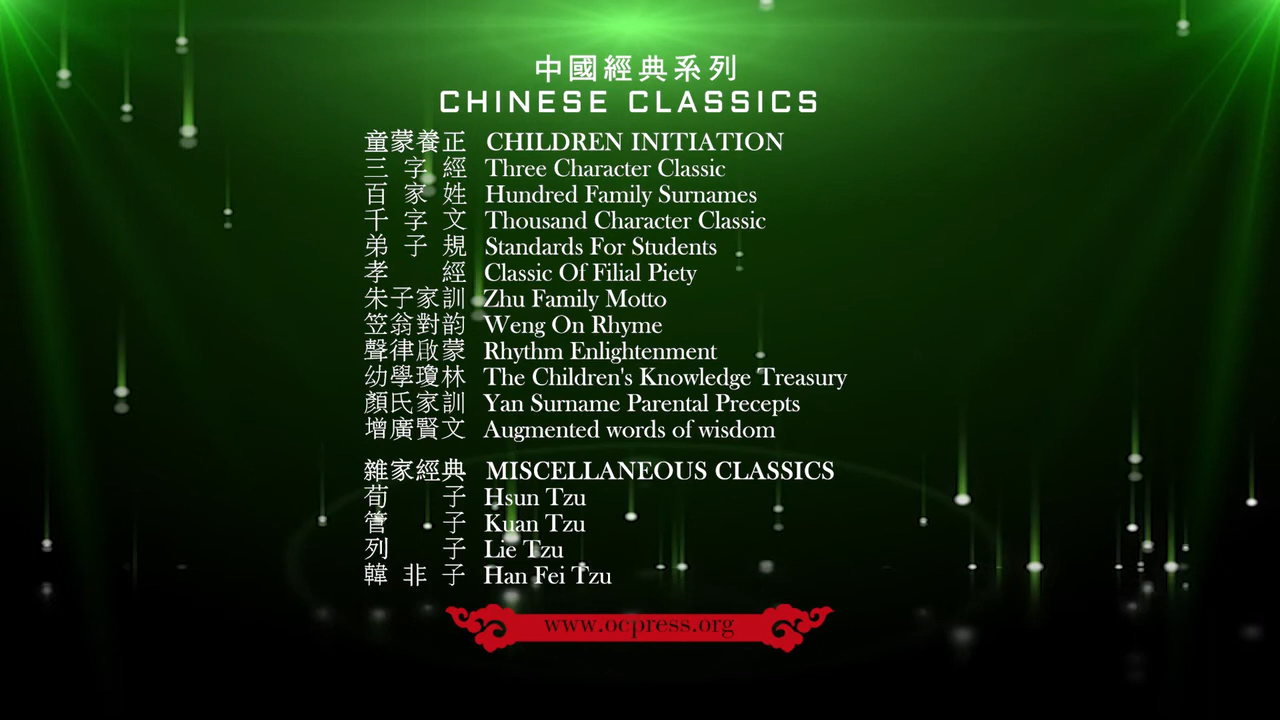 中國經典系列
CHINESE CLASSICS
童蒙養正 CHILDREN INITIATION
三字經 Three Character Classic
百家姓 Hundred Family Surnames
千字文 Thousand Character Classic
弟子規 Standards For Students
孝經 Classic Of Filial Piety
朱子家訓 Zhu Family Motto
笠翁對韵 Weng On Rhyme
聲律啟蒙 Rhythm Enlightenment
幼學瓊林 The Children's Knowledge Treasury
顏氏家訓 Yan Surname Parental Precepts
增廣賢文 Augmented words of wisdom
雜家經典 MISCELLANEOUS CLASSICS
荀子 Hsun Tzu
管子 Kuan Tzu
列子 Lie Tzu
韓非子 Han Fei Tzu
www.ocpress.org